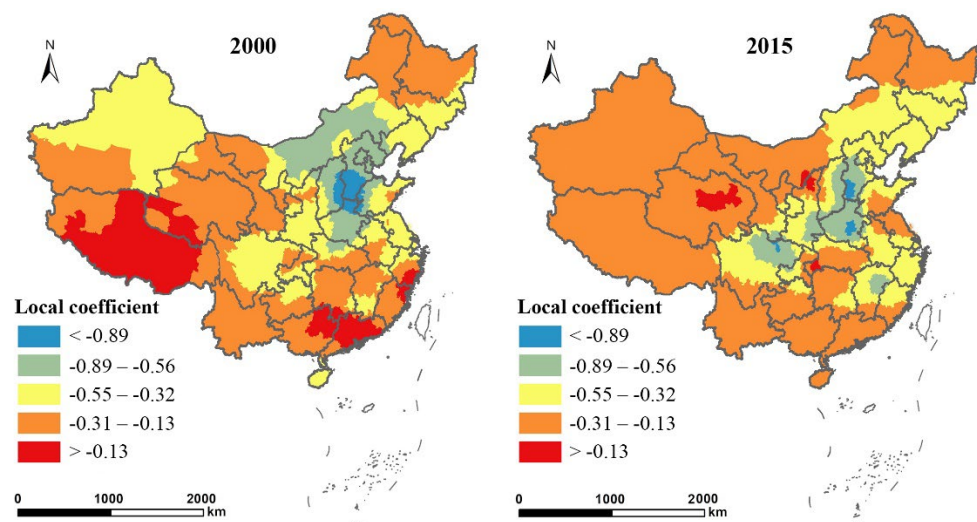 2000
N
Local coefficient
< -0.89
-0.89 – -0.56
-0.55 – -0.32
-0.31 – -0.13
> -0.13
0 1000 2000
km
2015
N
Local coefficient
< -0.89
-0.89 – -0.56
-0.55 – -0.32
-0.31 – -0.13
> -0.13
0 1000 2000
km